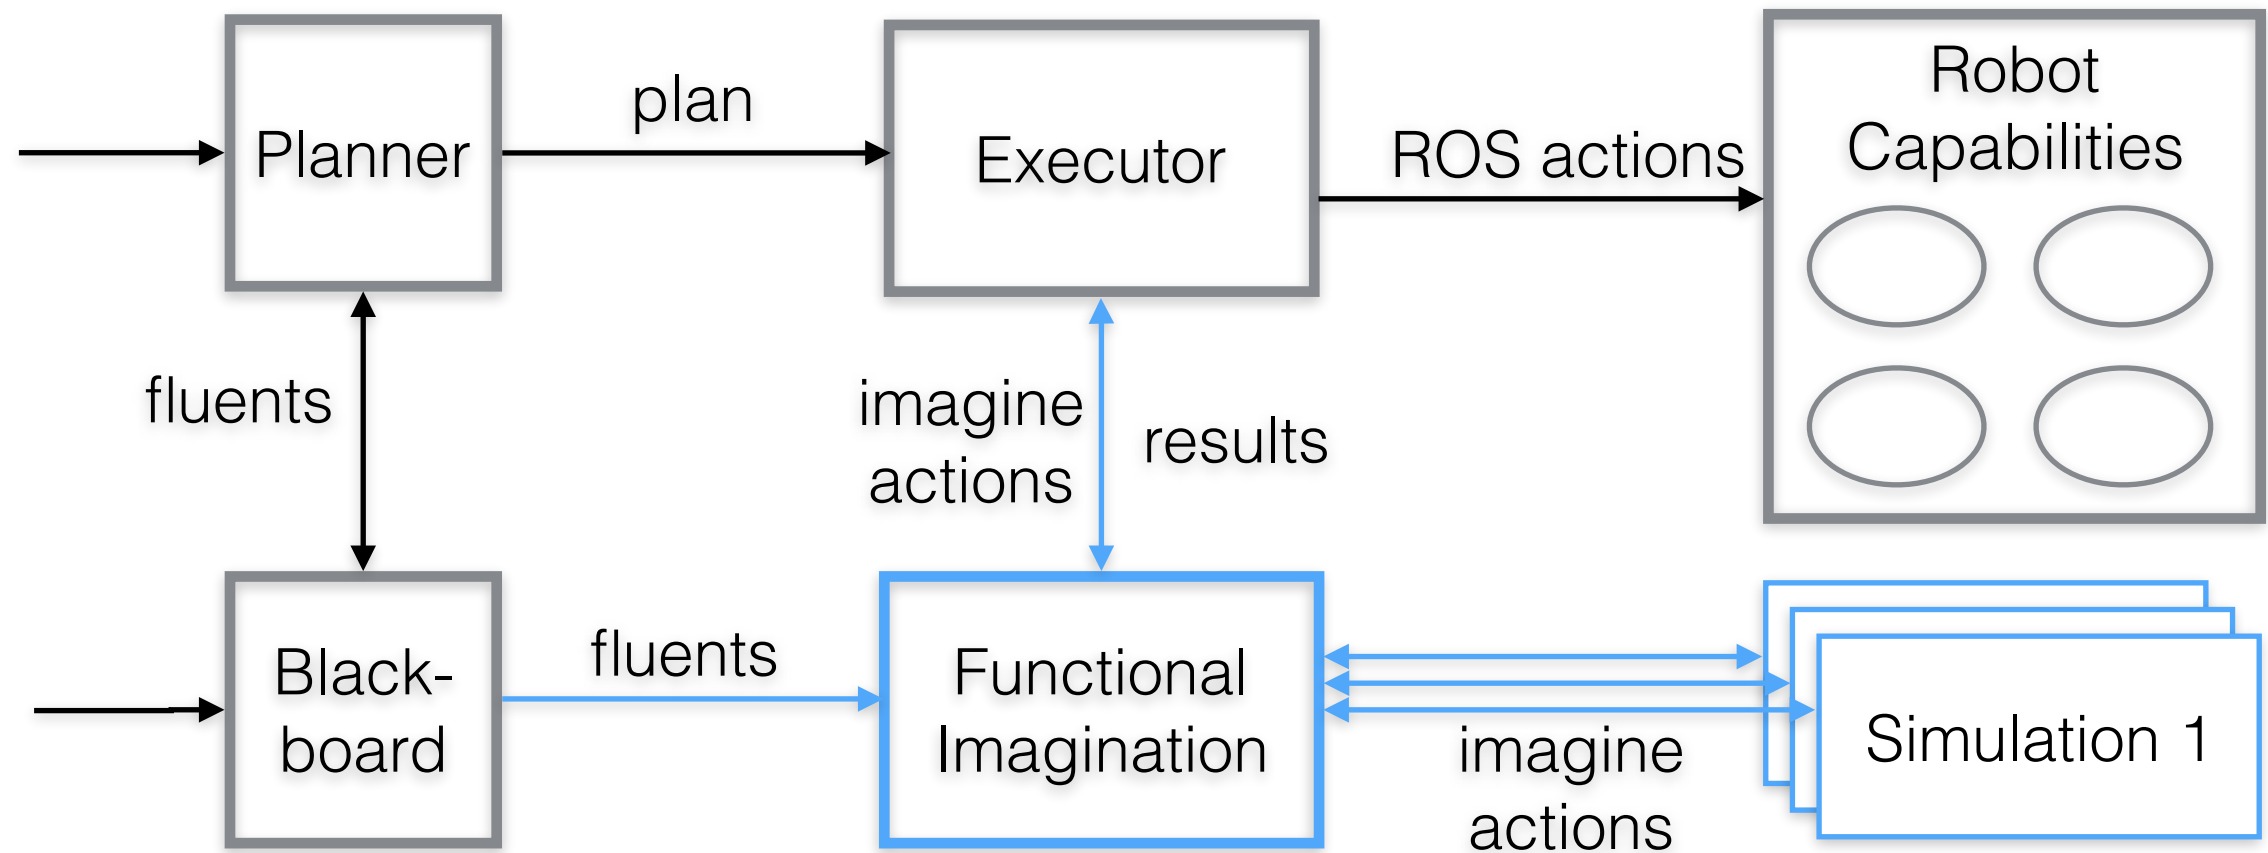 Planner
plan
Executor
ROS actions
Robot
Capabilities
fluents
imagine
actions
results
Black-
board
fluents
Functional
Imagination
imagine
actions
Simulation 1